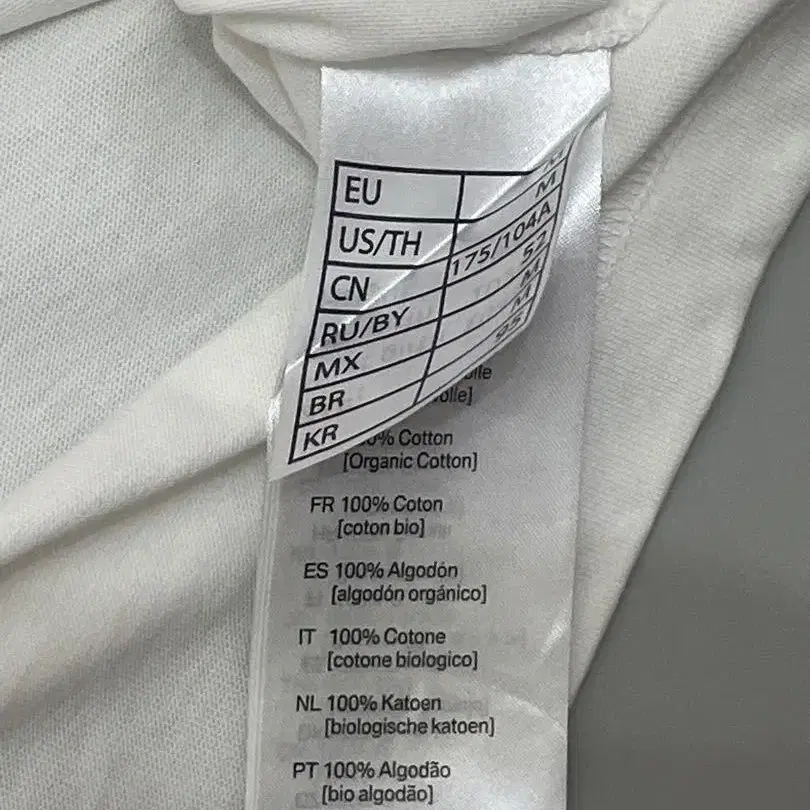 EU M
US/TH M
CN 175/104A
RU/BY 52
MX M
BR M
KR 95
olle]
% Cotton
[Organic Cotton]
FR 100% Coton
[coton bio]
ES 100% Algodón
[algodón orgánico]
IT 100% Cotone
[cotone biologico]
NL 100% Katoen
[biologische katoen]
PT 100% Algodão
[bio algodão]